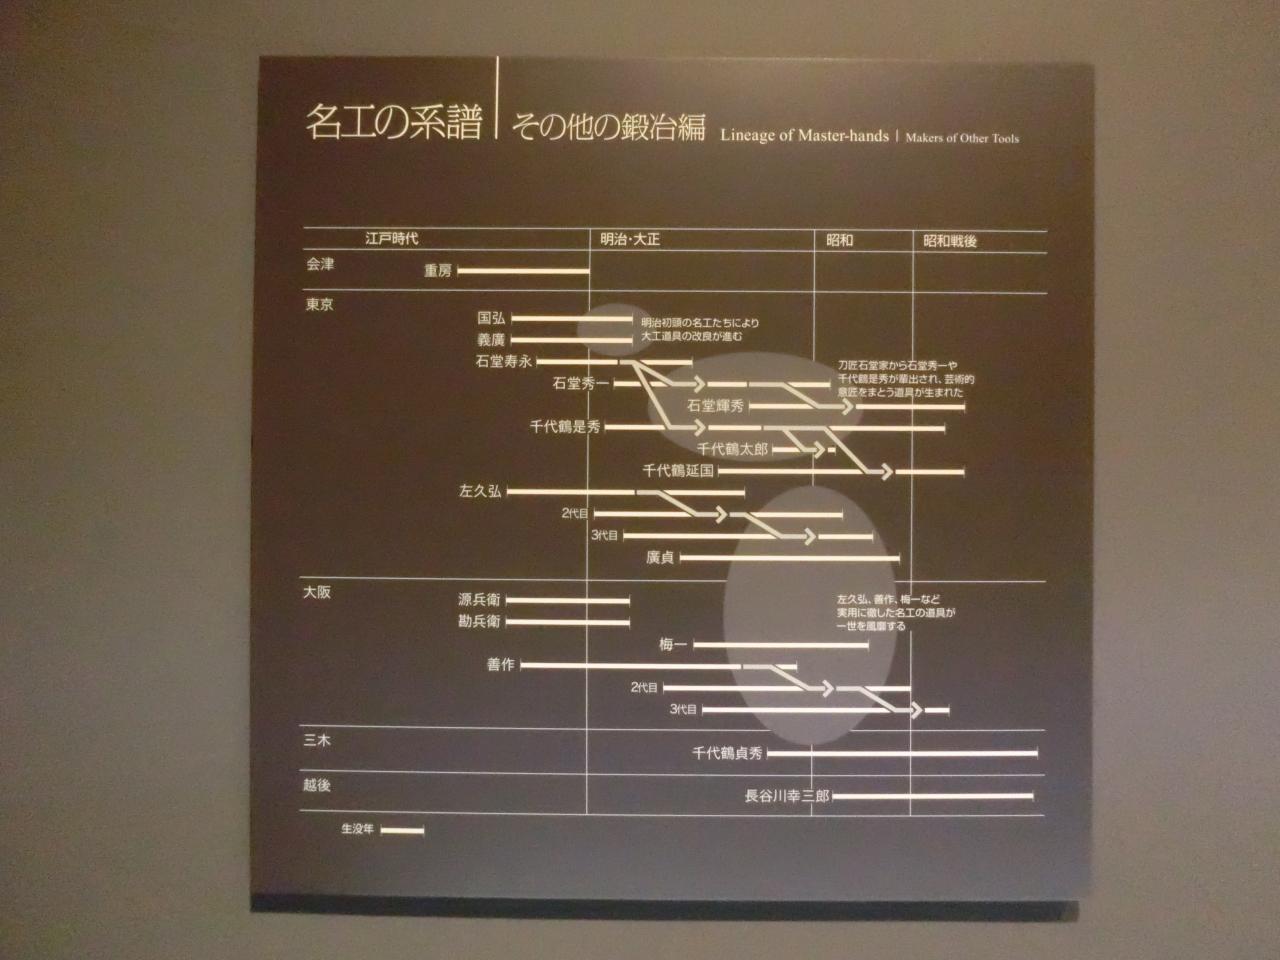 名工の系譜 その他の鍛冶編 Lineage of Master-hands | Makers of Other Tools
江戸時代 明治・大正 昭和 昭和戦後
会津
重房
東京
国弘
義廣
明治初頭の名工たちにより
大工道具の改良が進む
石堂寿永
石堂秀一
刀匠石堂家から石堂秀一や
千代鶴是秀が輩出され、芸術的
意匠をまとう道具が生まれた
石堂輝秀
千代鶴是秀
千代鶴太郎
千代鶴延国
左久弘
2代目
3代目
廣貞
大阪
源兵衛
勘兵衛
左久弘、善作、梅一など
実用に徹した名工の道具が
一世を風靡する
梅一
善作
2代目
3代目
三木
千代鶴貞秀
越後
長谷川幸三郎
生没年